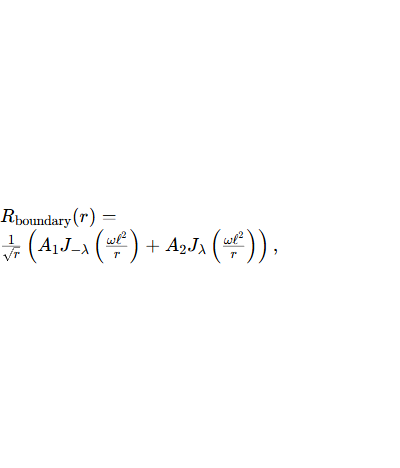 R_{\text{boundary}}(r) =
\frac{1}{\sqrt{r}} \left( A_1 J_{-\lambda} \left( \frac{\omega \ell^2}{r} \right) + A_2 J_{\lambda} \left( \frac{\omega \ell^2}{r} \right) \right),